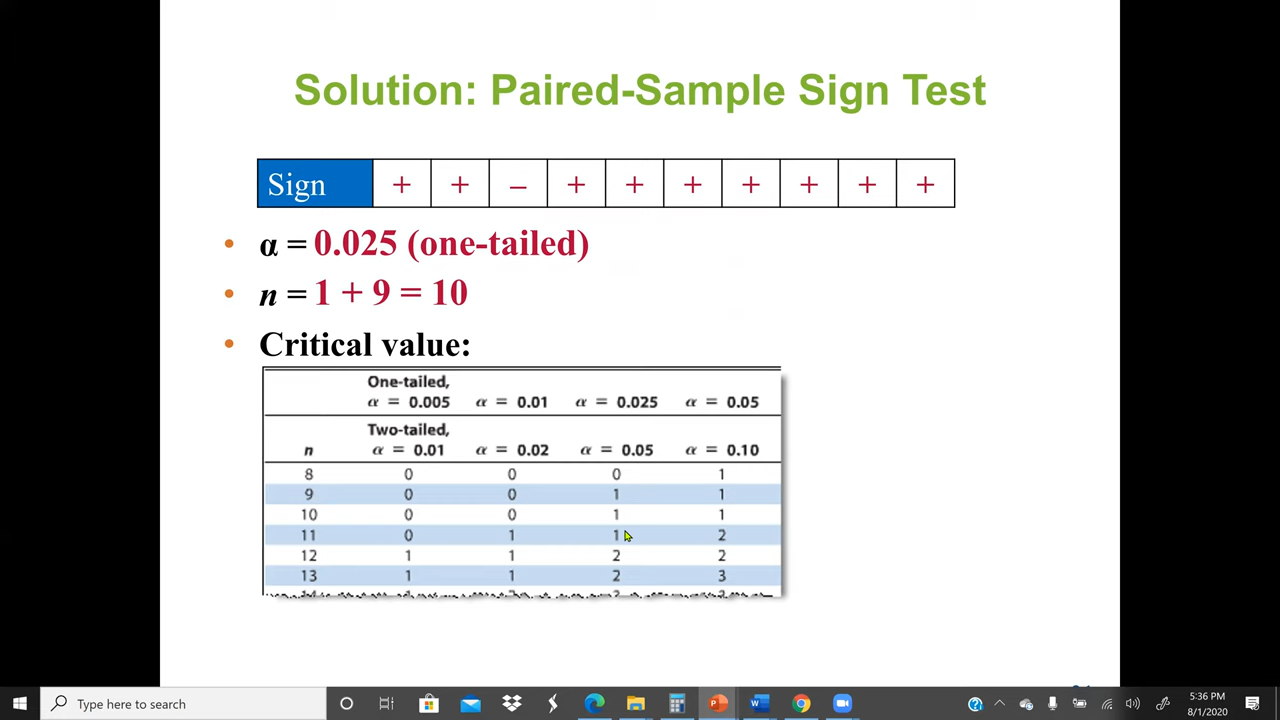 Solution: Paired-Sample Sign Test
Sign + + – + + + + + + +
• α = 0.025 (one-tailed)
• n = 1 + 9 = 10
• Critical value:
One-tailed,
α = 0.005 α = 0.01 α = 0.025 α = 0.05
Two-tailed,
n α = 0.01 α = 0.02 α = 0.05 α = 0.10
8 0 0 0 1
9 0 0 1 1
10 0 0 1 1
11 0 1 1 2
12 1 1 2 2
13 1 1 2 3
Type here to search
5:36 PM
8/1/2020